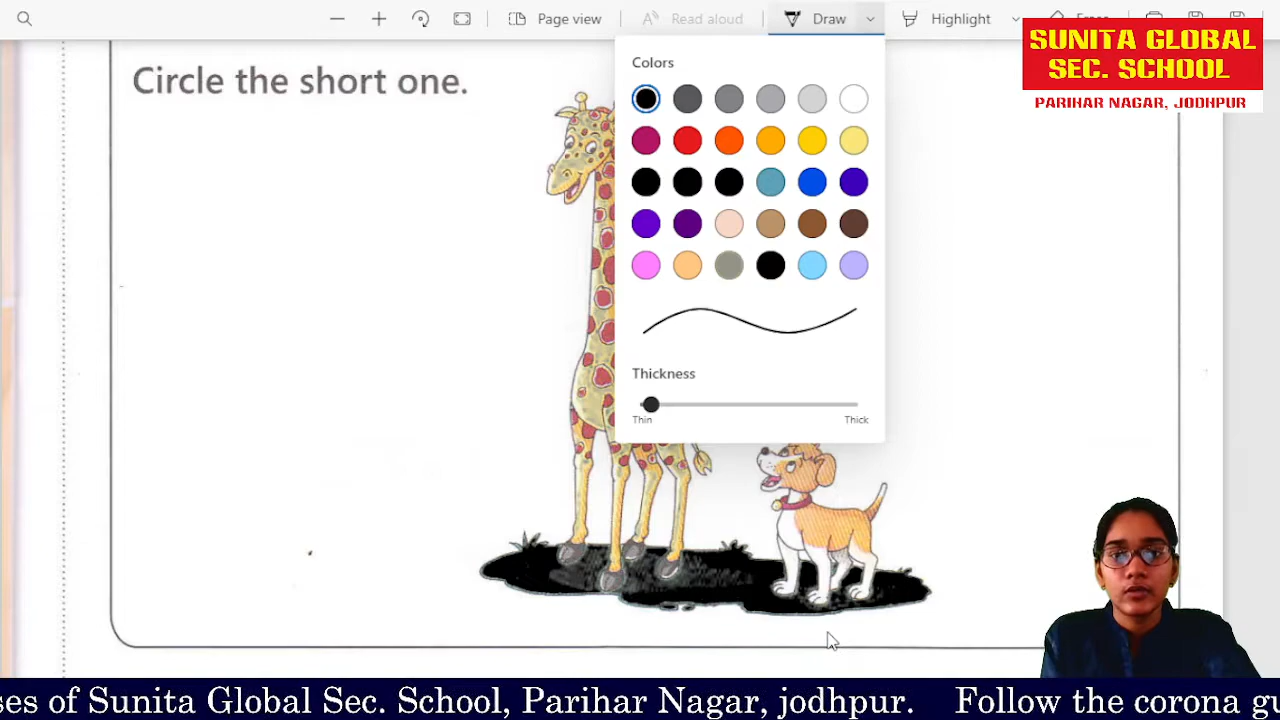 Page view
Read aloud
Draw
Highlight
Erase
SUNITA GLOBAL
SEC. SCHOOL
PARIHAR NAGAR, JODHPUR
Circle the short one.
Colors
Thickness
Thin
Thick
ses of Sunita Global Sec. School, Parihar Nagar, jodhpur. Follow the corona gu